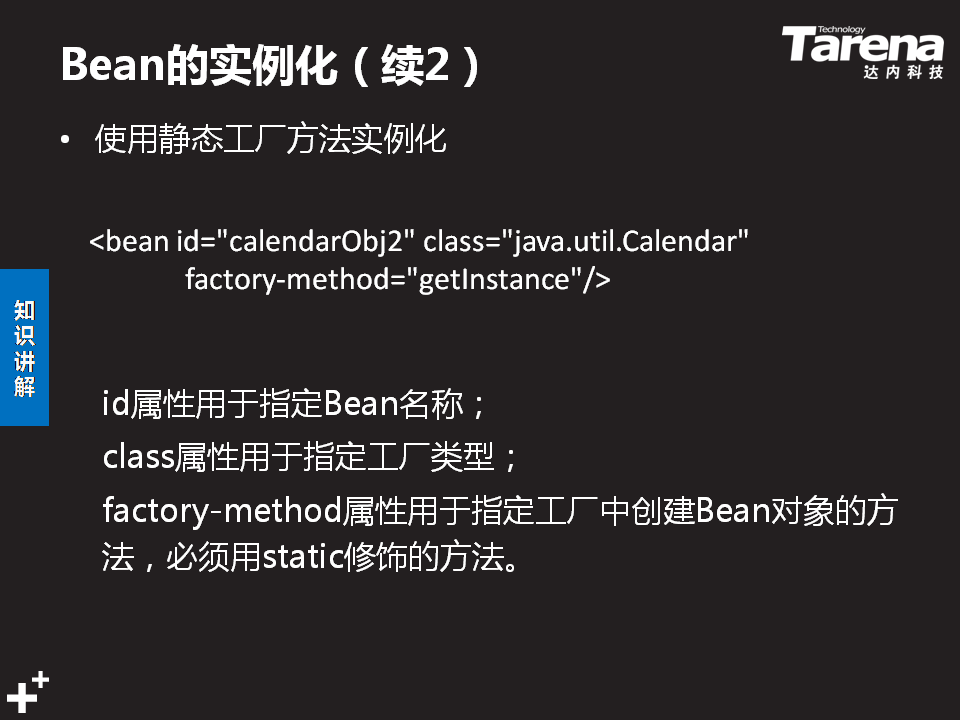 Bean的实例化（续2）
Technology
Tarena
达内科技
• 使用静态工厂方法实例化
<bean id="calendarObj2" class="java.util.Calendar"
factory-method="getInstance"/>
知识讲解
id属性用于指定Bean名称；
class属性用于指定工厂类型；
factory-method属性用于指定工厂中创建Bean对象的方
法，必须用static修饰的方法。